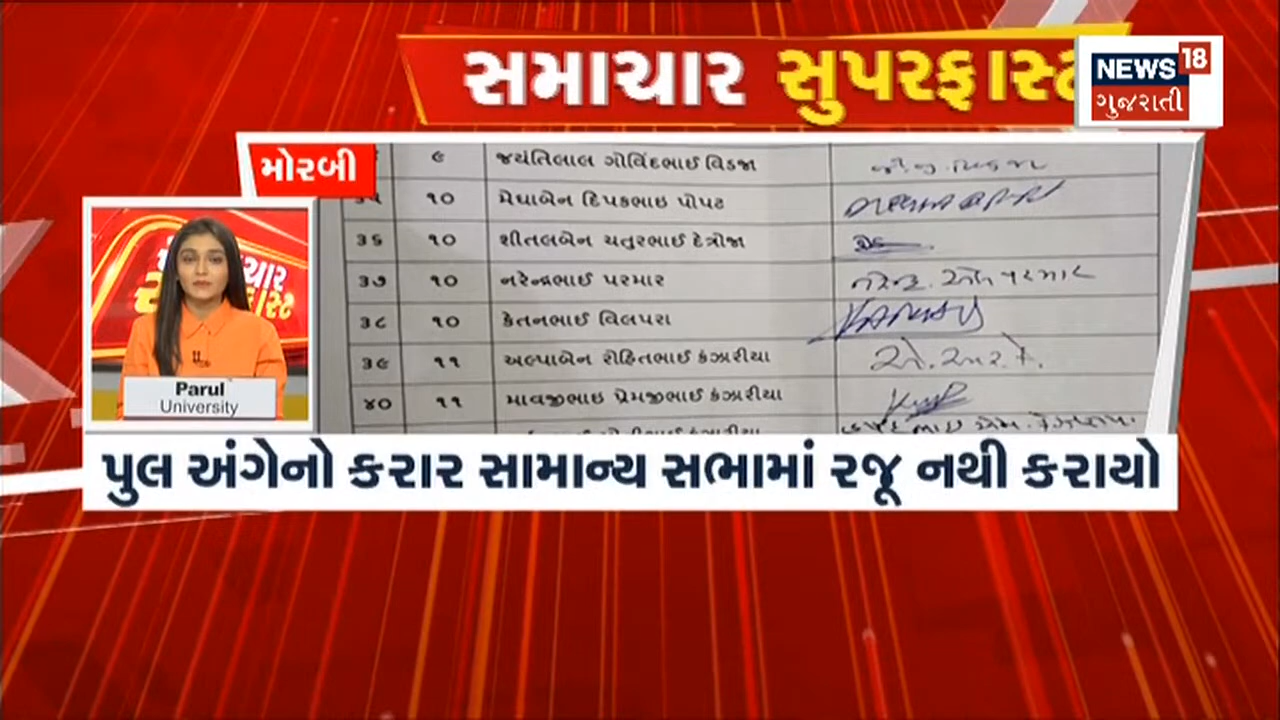 સમાચાર સુપરફાસ્ટ
NEWS 18
ગુજરાતી
મોરબી
૯ જયંતિલાલ ગોવિંદભાઈ વિડજા
૧૦ મેઘાબેન દિપકભાઇ પોપટ
૩૬ ૧૦ શીતલબેન ચતુરભાઈ દેત્રોજા
૩૭ ૧૦ નરેન્દ્રભાઈ પરમાર
૩૮ ૧૦ કેતનભાઈ વિલપરા
૩૯ ૧૧ અલ્પાબેન રોહિતભાઈ કંઝારીયા
૪૦ ૧૧ માવજીભાઇ પ્રેમજીભાઈ કંઝારીયા
Parul
University
પુલ અંગેનો કરાર સામાન્ય સભામાં રજૂ નથી કરાયો